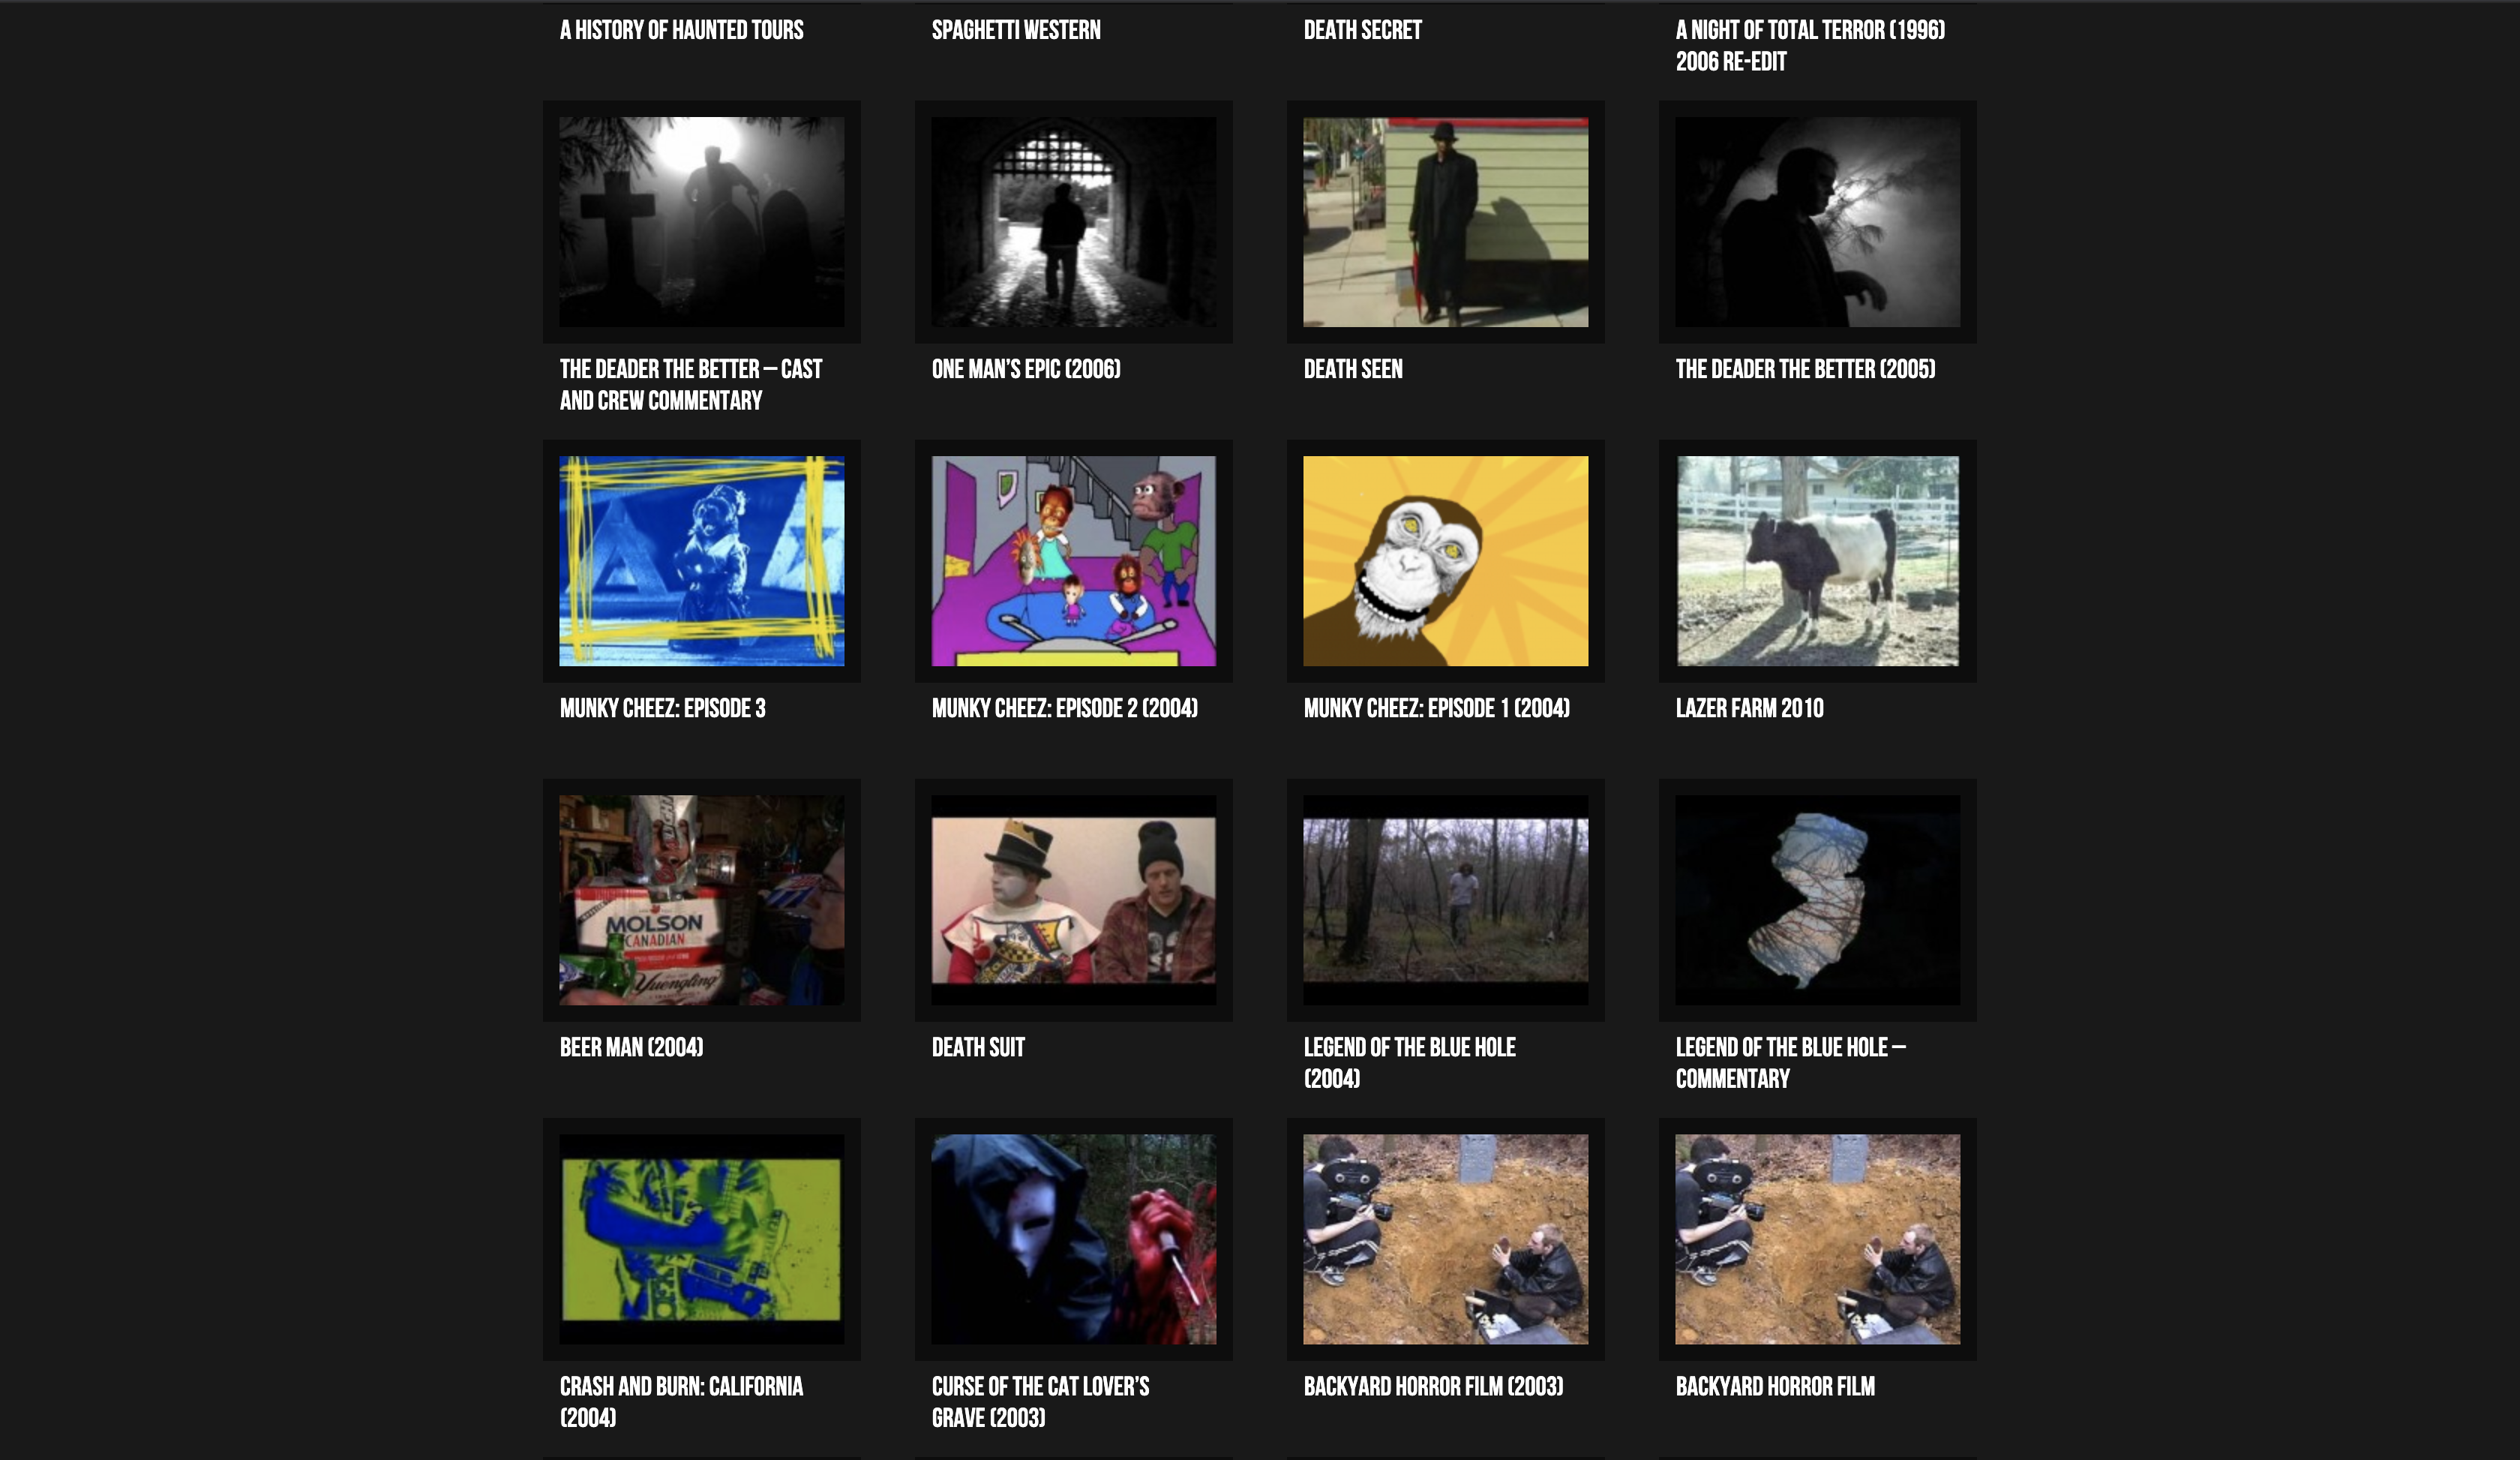 A HISTORY OF HAUNTED TOURS
SPAGHETTI WESTERN
DEATH SECRET
A NIGHT OF TOTAL TERROR (1996)
2006 RE-EDIT
THE DEADER THE BETTER – CAST
AND CREW COMMENTARY
ONE MAN’S EPIC (2006)
DEATH SEEN
THE DEADER THE BETTER (2005)
MUNKY CHEEZ: EPISODE 3
MUNKY CHEEZ: EPISODE 2 (2004)
MUNKY CHEEZ: EPISODE 1 (2004)
LAZER FARM 2010
MOLSON
CANADIAN
Yuengling
BEER MAN (2004)
DEATH SUIT
LEGEND OF THE BLUE HOLE
(2004)
LEGEND OF THE BLUE HOLE –
COMMENTARY
CRASH AND BURN: CALIFORNIA
(2004)
CURSE OF THE CAT LOVER’S
GRAVE (2003)
BACKYARD HORROR FILM (2003)
BACKYARD HORROR FILM